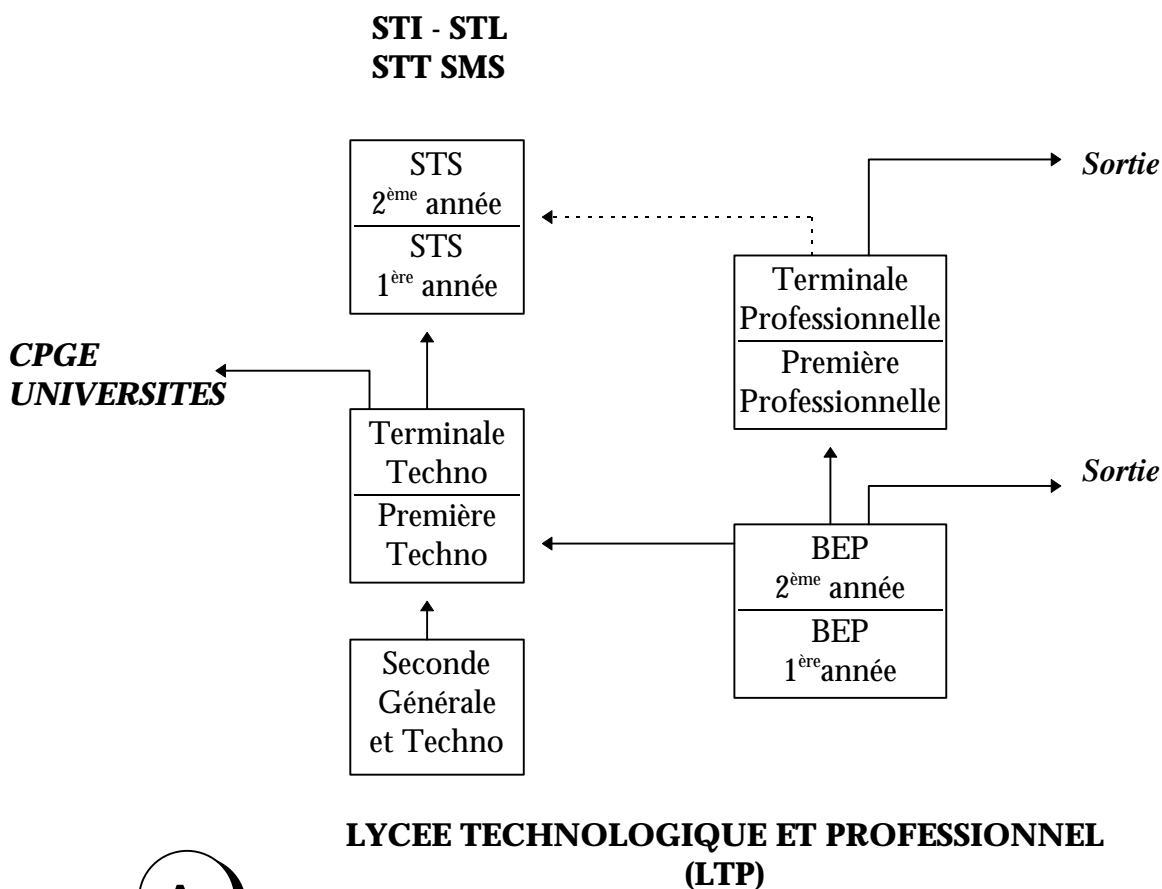 STI - STL
STT SMS
STS
2ème année
STS
1ère année
Sortie
Terminale
Professionnelle
Première
Professionnelle
CPGE
UNIVERSITES
Terminale
Techno
Première
Techno
Sortie
BEP
2ème année
BEP
1èreannée
Seconde
Générale
et Techno
LYCEE TECHNOLOGIQUE ET PROFESSIONNEL
(LTP)